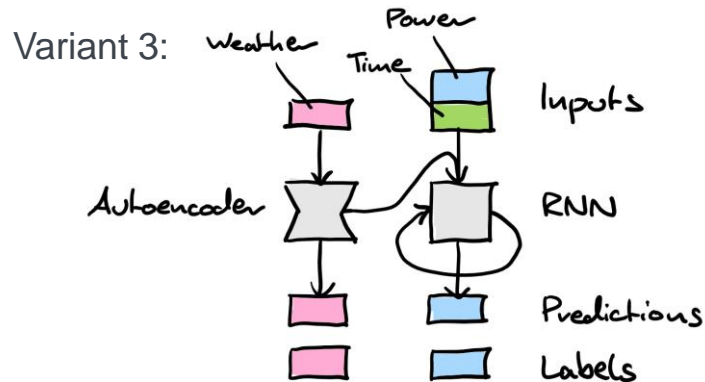 Variant 3:
Weather
Power
Time
Inputs
Autoencoder
RNN
Predictions
Labels